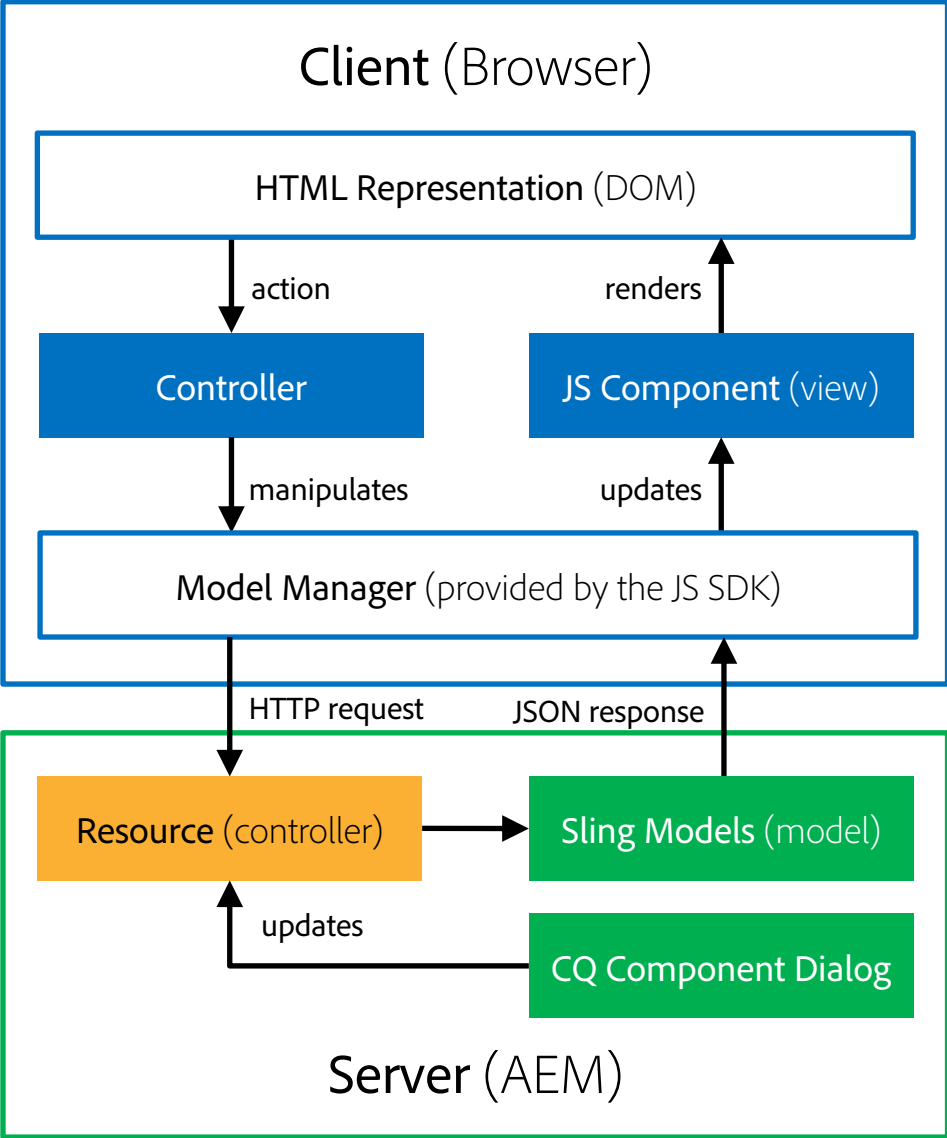 Client (Browser)
HTML Representation (DOM)
action
renders
Controller
JS Component (view)
manipulates
updates
Model Manager (provided by the JS SDK)
HTTP request
JSON response
Resource (controller)
Sling Models (model)
updates
CQ Component Dialog
Server (AEM)